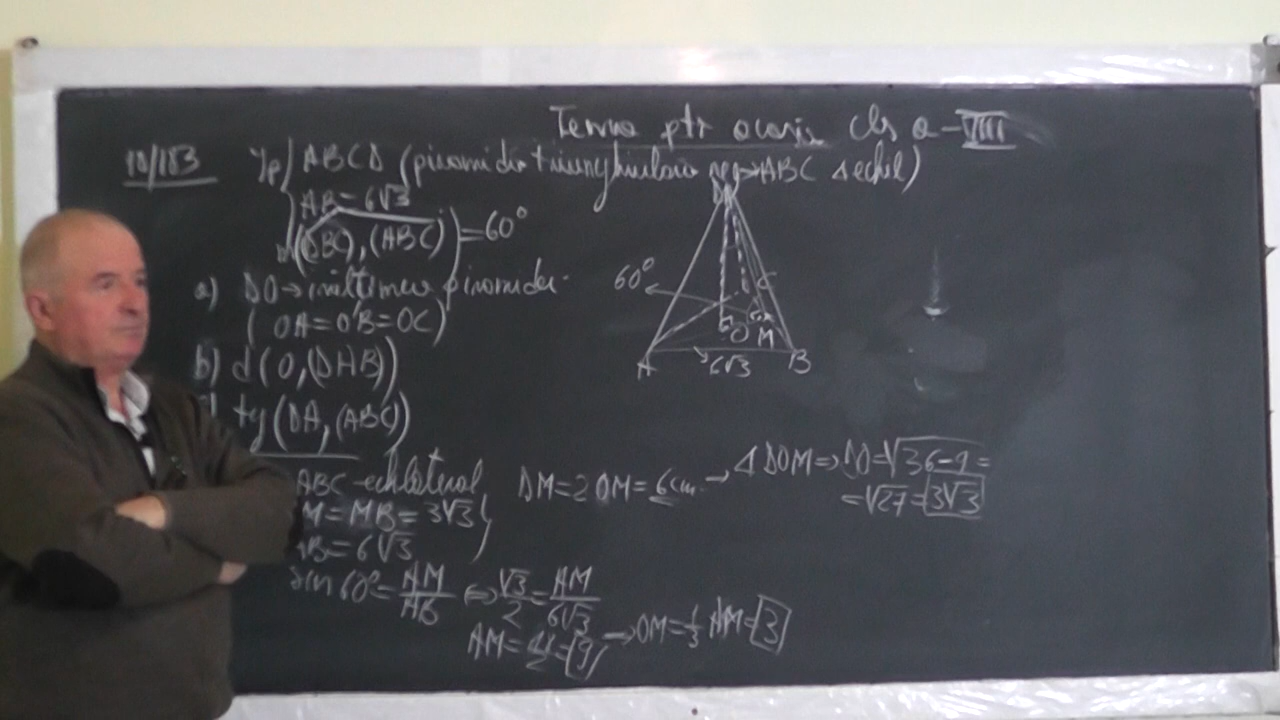 Tema ptr acasă cls a-VIII
10/183 Ip/ ABCD (piramidă triunghiulară reg→ABC Δ echil)
AB=6√3
∢((DBC),(ABC))=60°
a) DO→înălțimea piramidei
(OA=OB=OC)
b) d(O,(DAB))
c) tg(DA,(ABC))
D
60°
C
O
M
A
6√3
B
ABC-echilateral
M=MB=3√3
AB=6√3
sin 60°=AM/AB ⇔ √3/2=AM/6√3
AM=/2=9 →OM=1/3 AM=3
DM=2OM=6cm→ΔDOM⇒DO=√36-9=
=√27=3√3